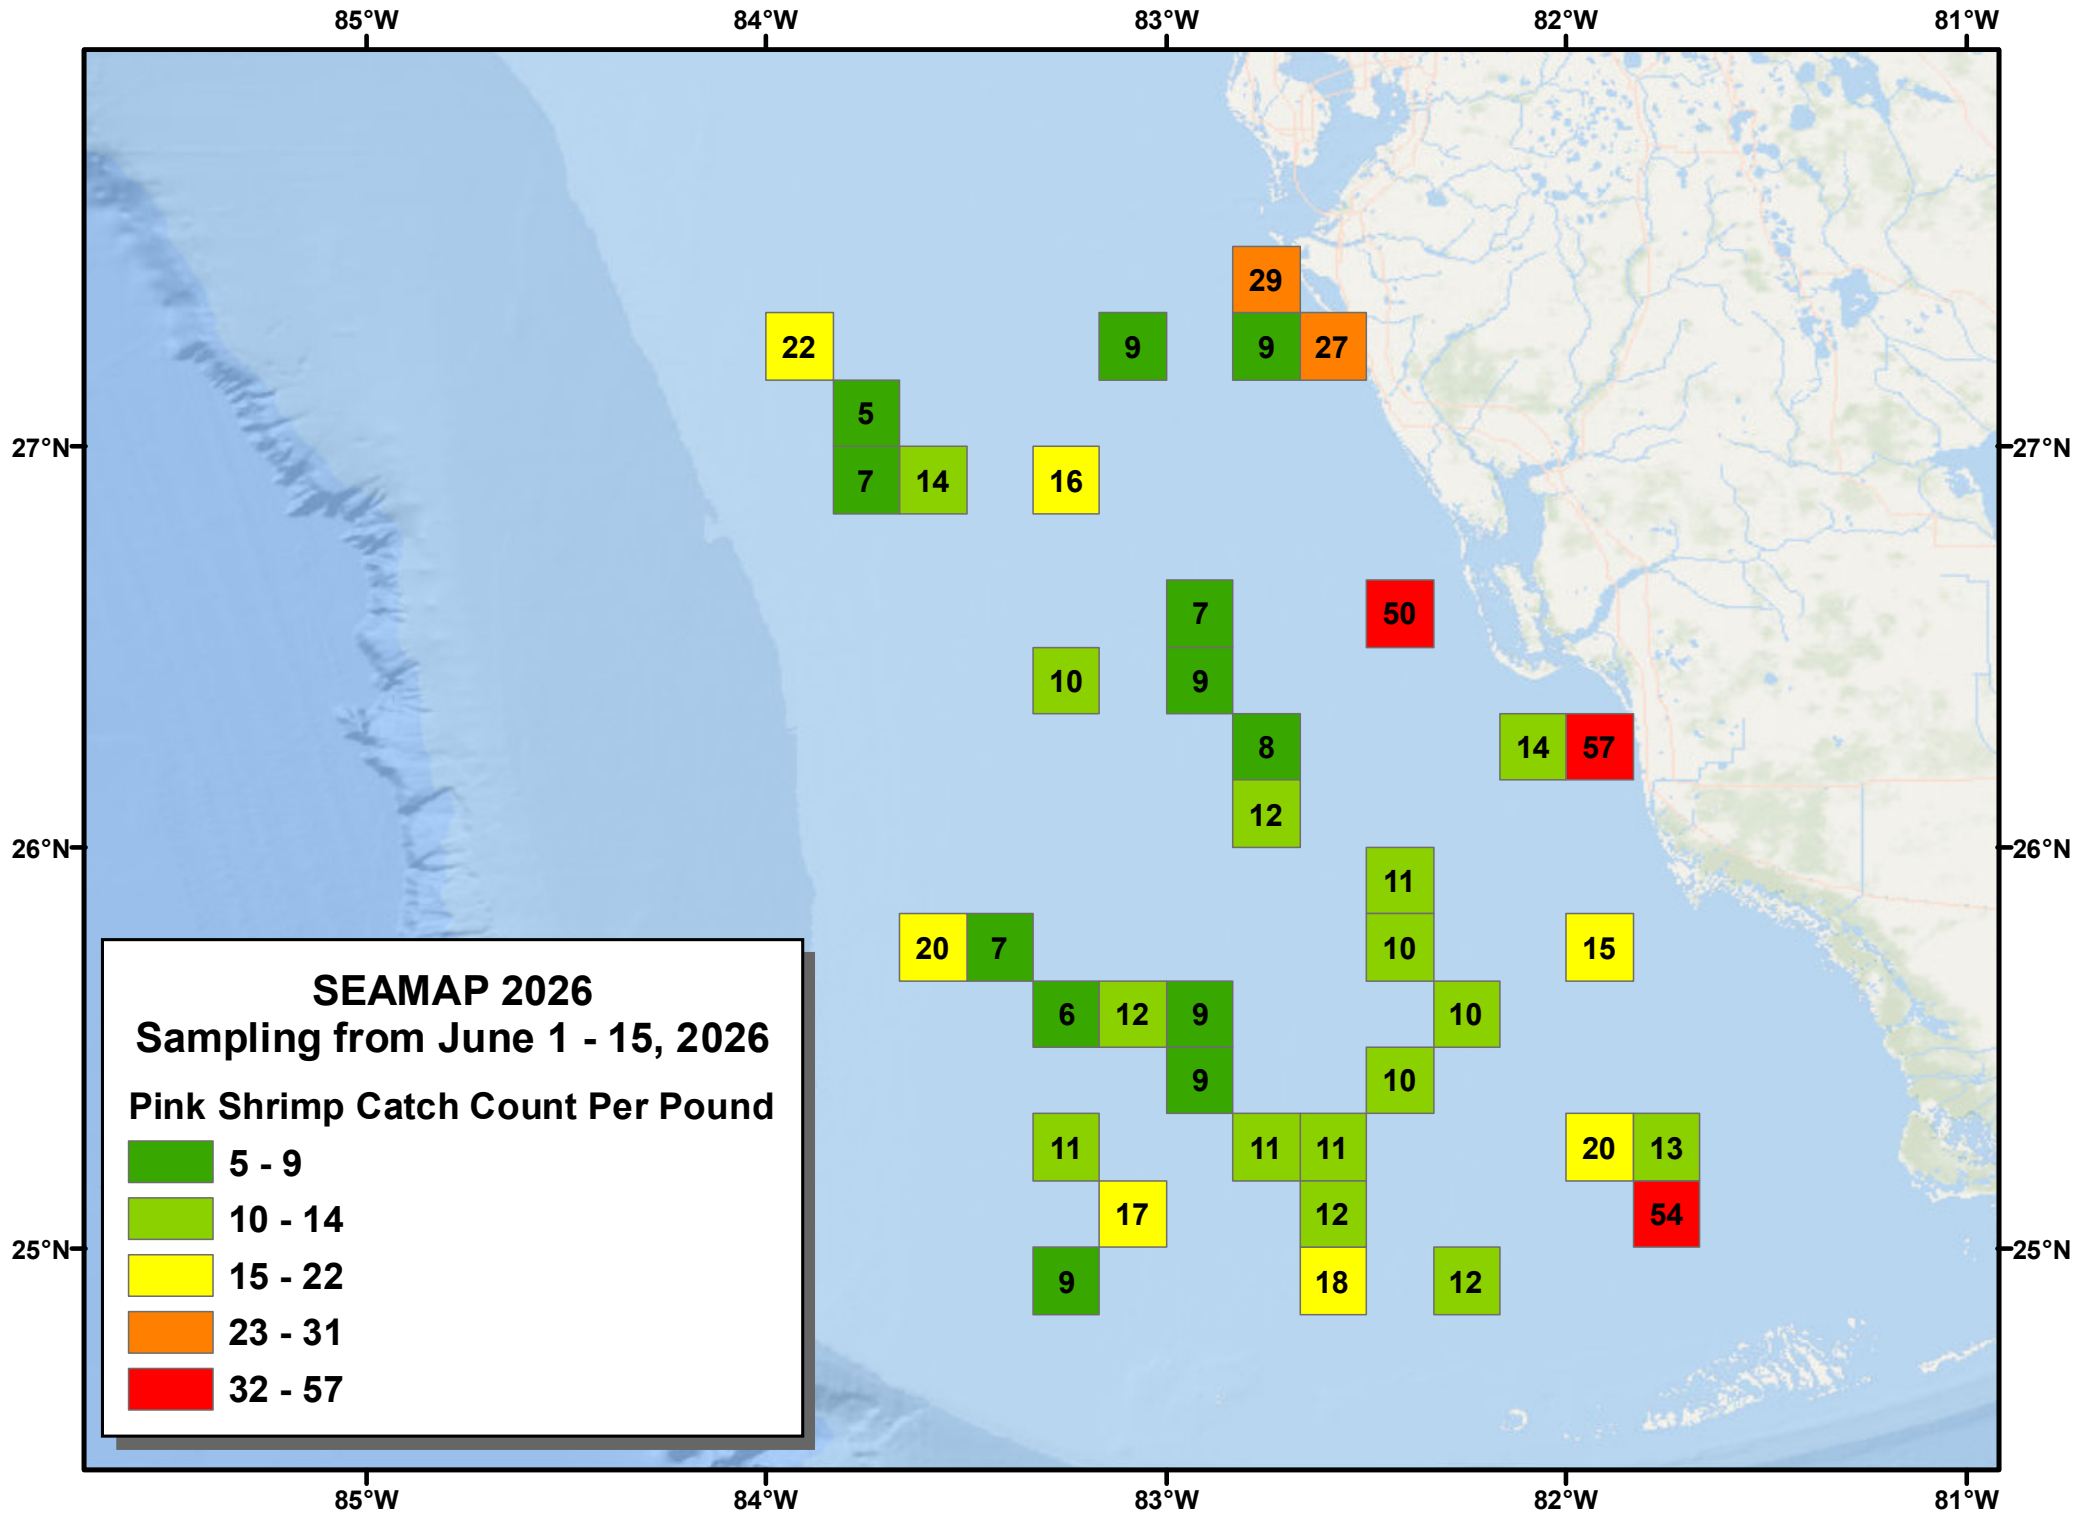 85°W 84°W 83°W 82°W 81°W
29
22 9 9 27
5
27°N 27°N
7 14 16
7 50
10 9
8 14 57
12
26°N 26°N
11
20 7 10 15
SEAMAP 2026
6 12 9 10
Sampling from June 1 - 15, 2026
9 10
Pink Shrimp Catch Count Per Pound
11 11 11 20 13
5 - 9
17 12 54
10 - 14
25°N 25°N
15 - 22
9 18 12
23 - 31
32 - 57
85°W 84°W 83°W 82°W 81°W